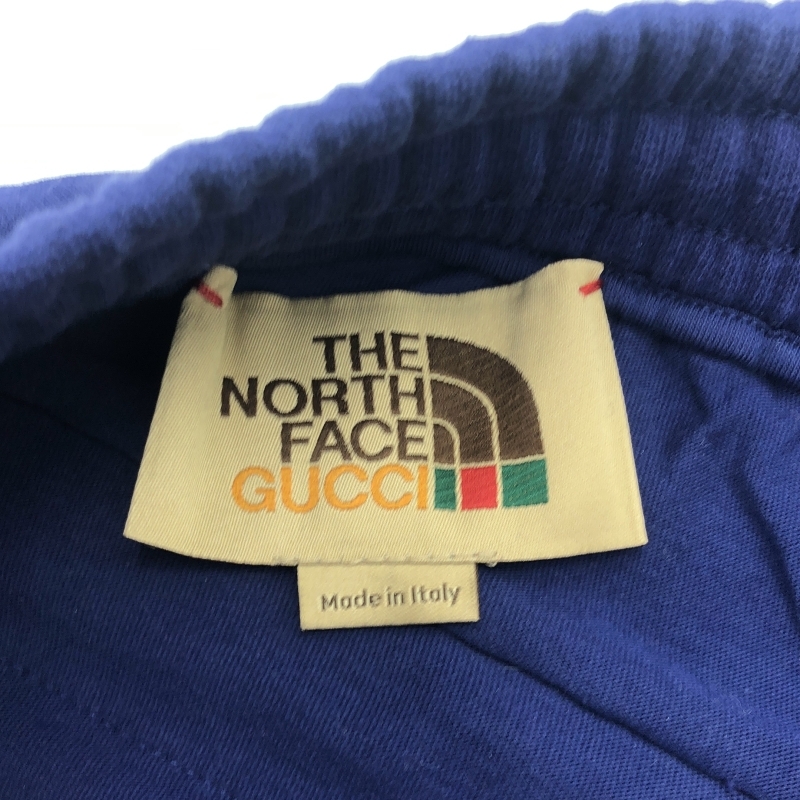 THE
NORTH
FACE
GUCCI
Made in Italy